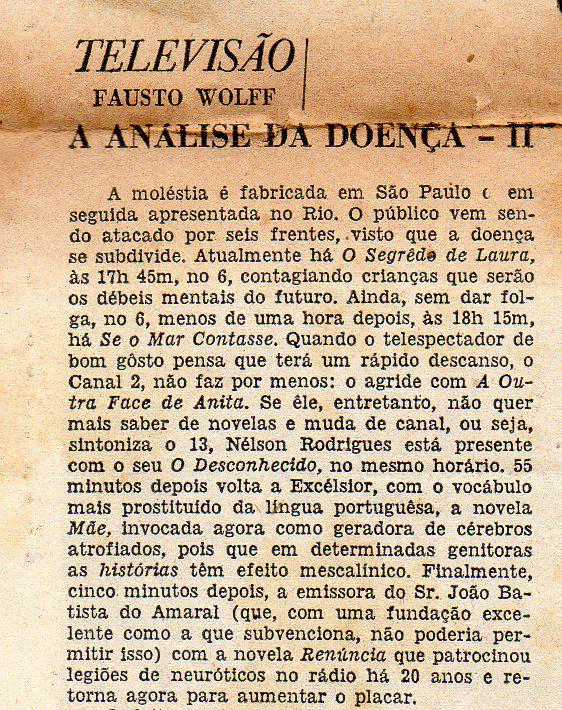 TELEVISÃO
FAUSTO WOLFF
A ANÁLISE DA DOENÇA - II
A moléstia é fabricada em São Paulo e em
seguida apresentada no Rio. O público vem sen-
do atacado por seis frentes, visto que a doença
se subdivide. Atualmente há O Segrêdo de Laura,
às 17h 45m, no 6, contagiando crianças que serão
os débeis mentais do futuro. Ainda, sem dar fol-
ga, no 6, menos de uma hora depois, às 18h 15m,
há Se o Mar Contasse. Quando o telespectador de
bom gôsto pensa que terá um rápido descanso, o
Canal 2, não faz por menos: o agride com A Ou-
tra Face de Anita. Se êle, entretanto, não quer
mais saber de novelas e muda de canal, ou seja,
sintoniza o 13, Nélson Rodrigues está presente
com o seu O Desconhecido, no mesmo horário. 55
minutos depois volta a Excélsior, com o vocábulo
mais prostituído da língua portuguêsa, a novela
Mãe, invocada agora como geradora de cérebros
atrofiados, pois que em determinadas genitoras
as histórias têm efeito mescalínico. Finalmente,
cinco minutos depois, a emissora do Sr. João Ba-
tista do Amaral (que, com uma fundação exce-
lente como a que subvenciona, não poderia per-
mitir isso) com a novela Renúncia que patrocinou
legiões de neuróticos no rádio há 20 anos e re-
torna agora para aumentar o placar.